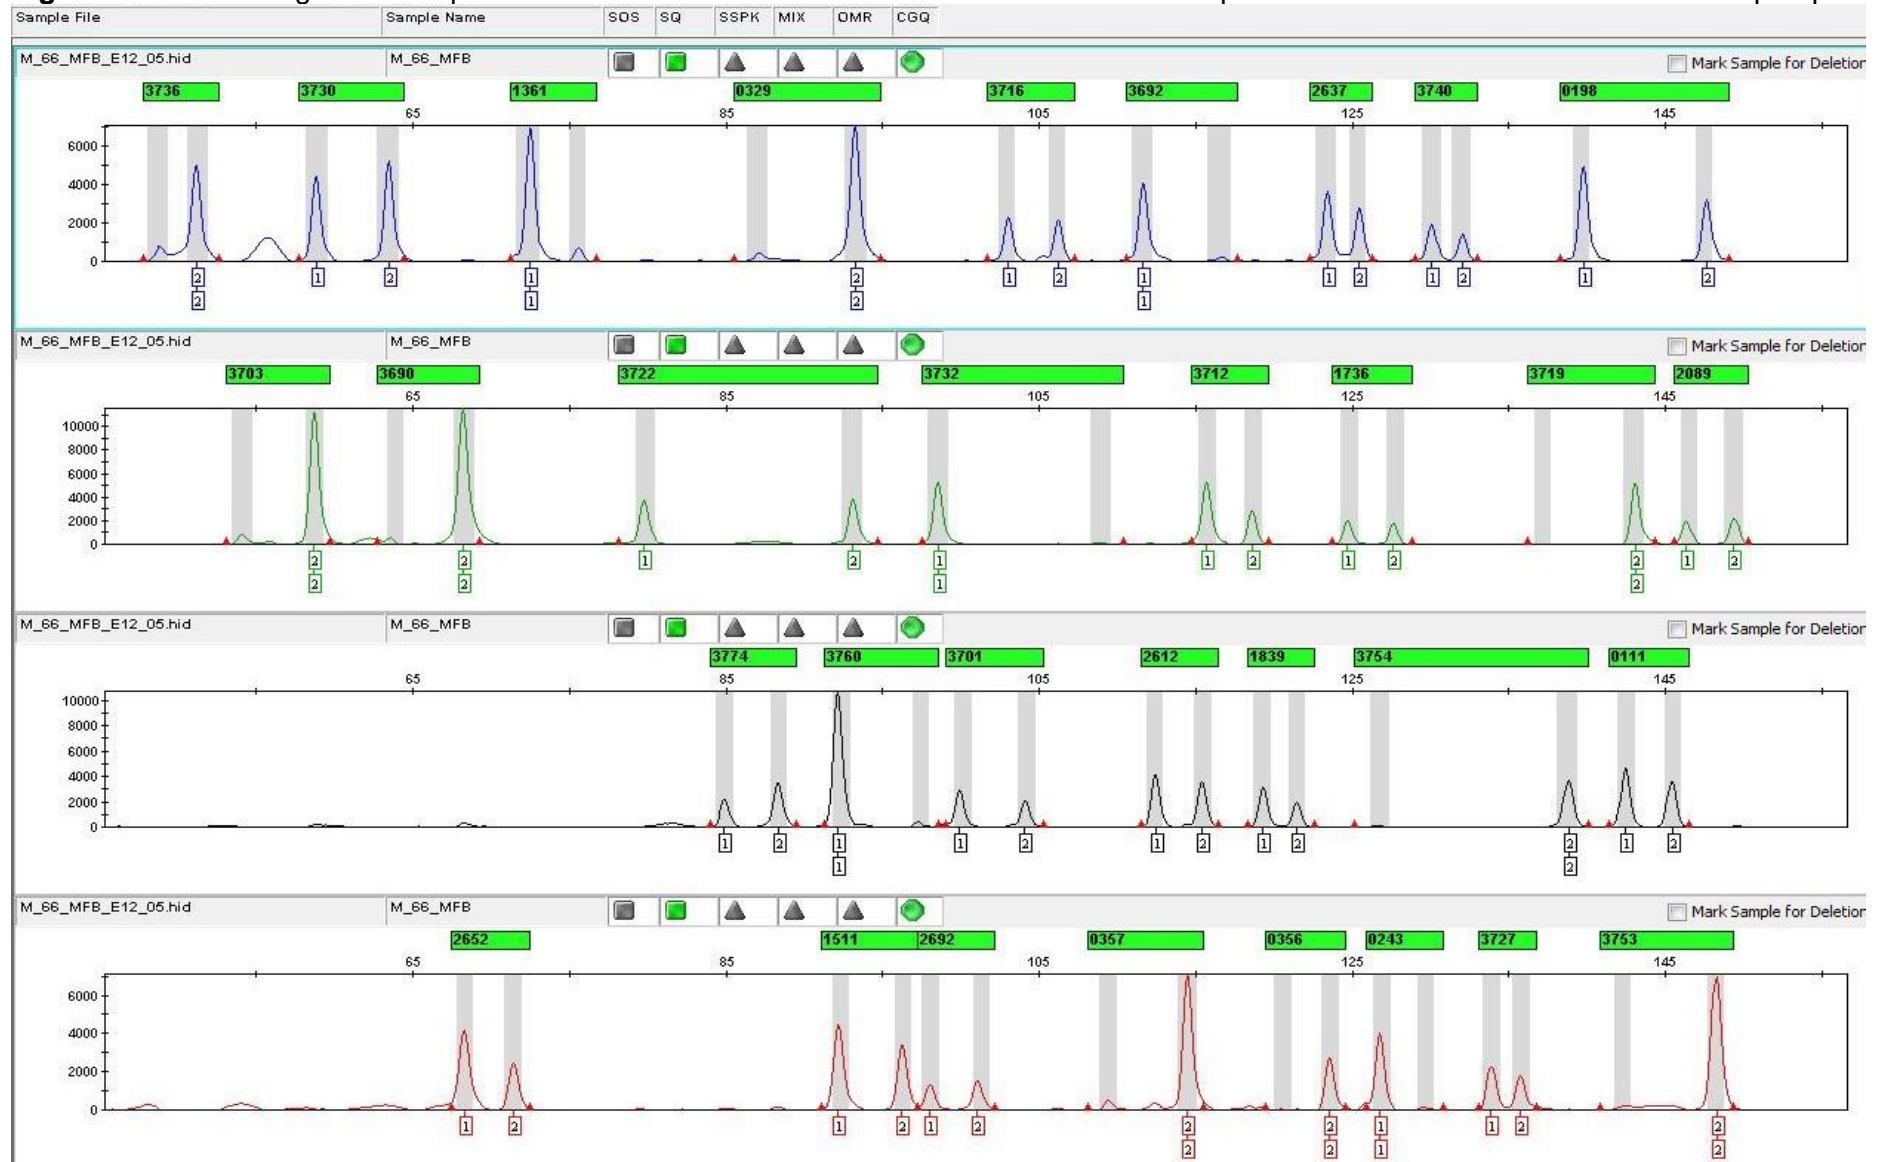 Sample File Sample Name SOS SQ SSPK MIX OMR CGQ
M_66_MFB_E12_05.hid M_66_MFB Mark Sample for Deletion
3736 3730 1361 0329 3716 3692 2637 3740 0198
65 85 105 125 145
6000
4000
2000
0
2 1 2 1 2 1 2 1 1 2 1 2 1 2
2 1 2 1
M_66_MFB_E12_05.hid M_66_MFB Mark Sample for Deletion
3703 3690 3722 3732 3712 1736 3719 2089
65 85 105 125 145
10000
8000
6000
4000
2000
0
2 2 1 2 1 1 2 1 2 2 1 2
2 2 1 2
M_66_MFB_E12_05.hid M_66_MFB Mark Sample for Deletion
3774 3760 3701 2612 1839 3754 0111
65 85 105 125 145
10000
8000
6000
4000
2000
0
1 2 1 1 2 1 2 1 2 2 1 2
1 2
M_66_MFB_E12_05.hid M_66_MFB Mark Sample for Deletion
2652 1511 2692 0357 0356 0243 3727 3753
65 85 105 125 145
6000
4000
2000
0
1 2 1 2 1 2 2 2 1 1 2 2
2 2 1 2